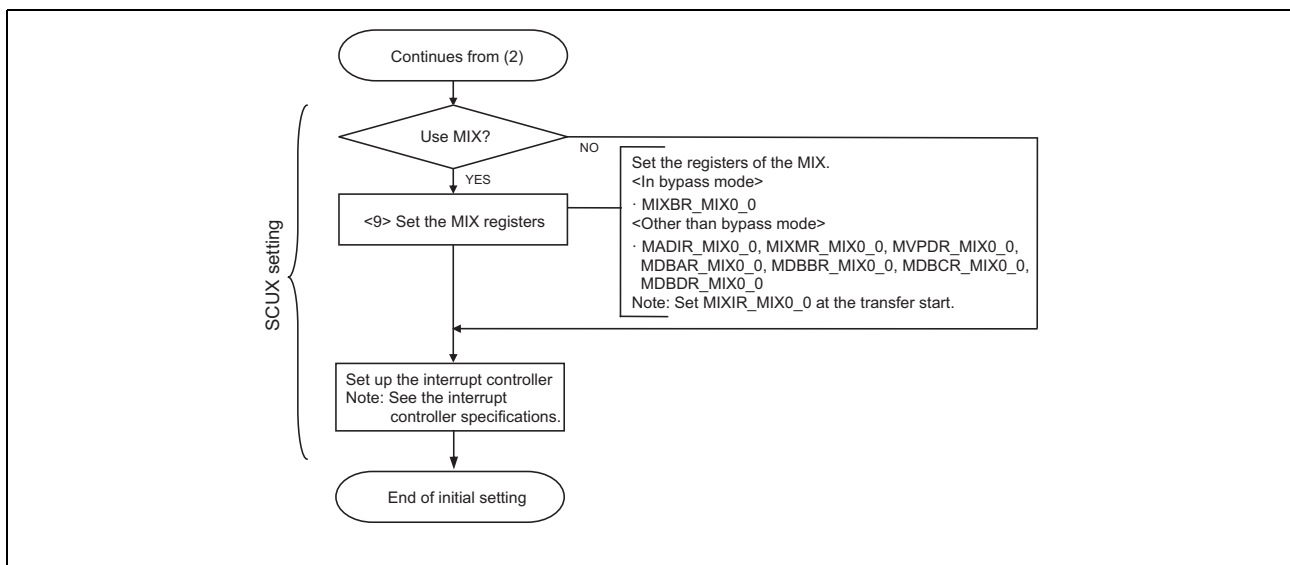 Continues from (2)
Use MIX?
NO
YES
SCUX setting
<9> Set the MIX registers
Set the registers of the MIX.
<In bypass mode>
· MIXBR_MIX0_0
<Other than bypass mode>
· MADIR_MIX0_0, MIXMR_MIX0_0, MVPDR_MIX0_0,
MDBAR_MIX0_0, MDBBR_MIX0_0, MDBCR_MIX0_0,
MDBDR_MIX0_0
Note: Set MIXIR_MIX0_0 at the transfer start.
Set up the interrupt controller
Note: See the interrupt
controller specifications.
End of initial setting